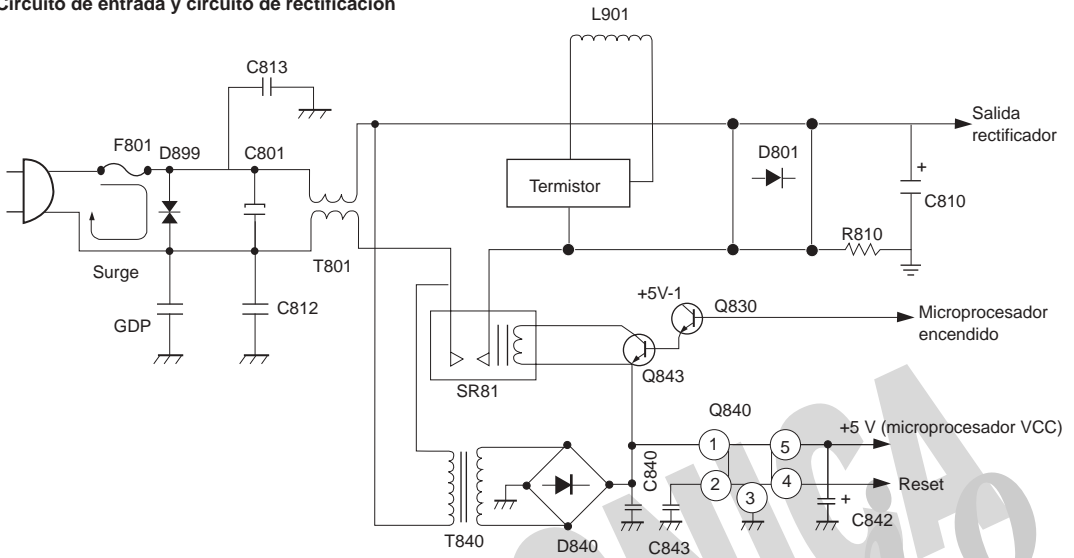 Circuito de entrada y circuito de rectificación
L901
C813
F801 D899 C801
Salida
rectificador
D801
Termistor
+
C810
R810
T801
Surge
GDP
C812
+5V-1
Q830
Microprocesador
encendido
Q843
SR81
Q840
+5 V (microprocesador VCC)
1
5
C840
2
4
Reset
3
+
C842
T840
D840
C843